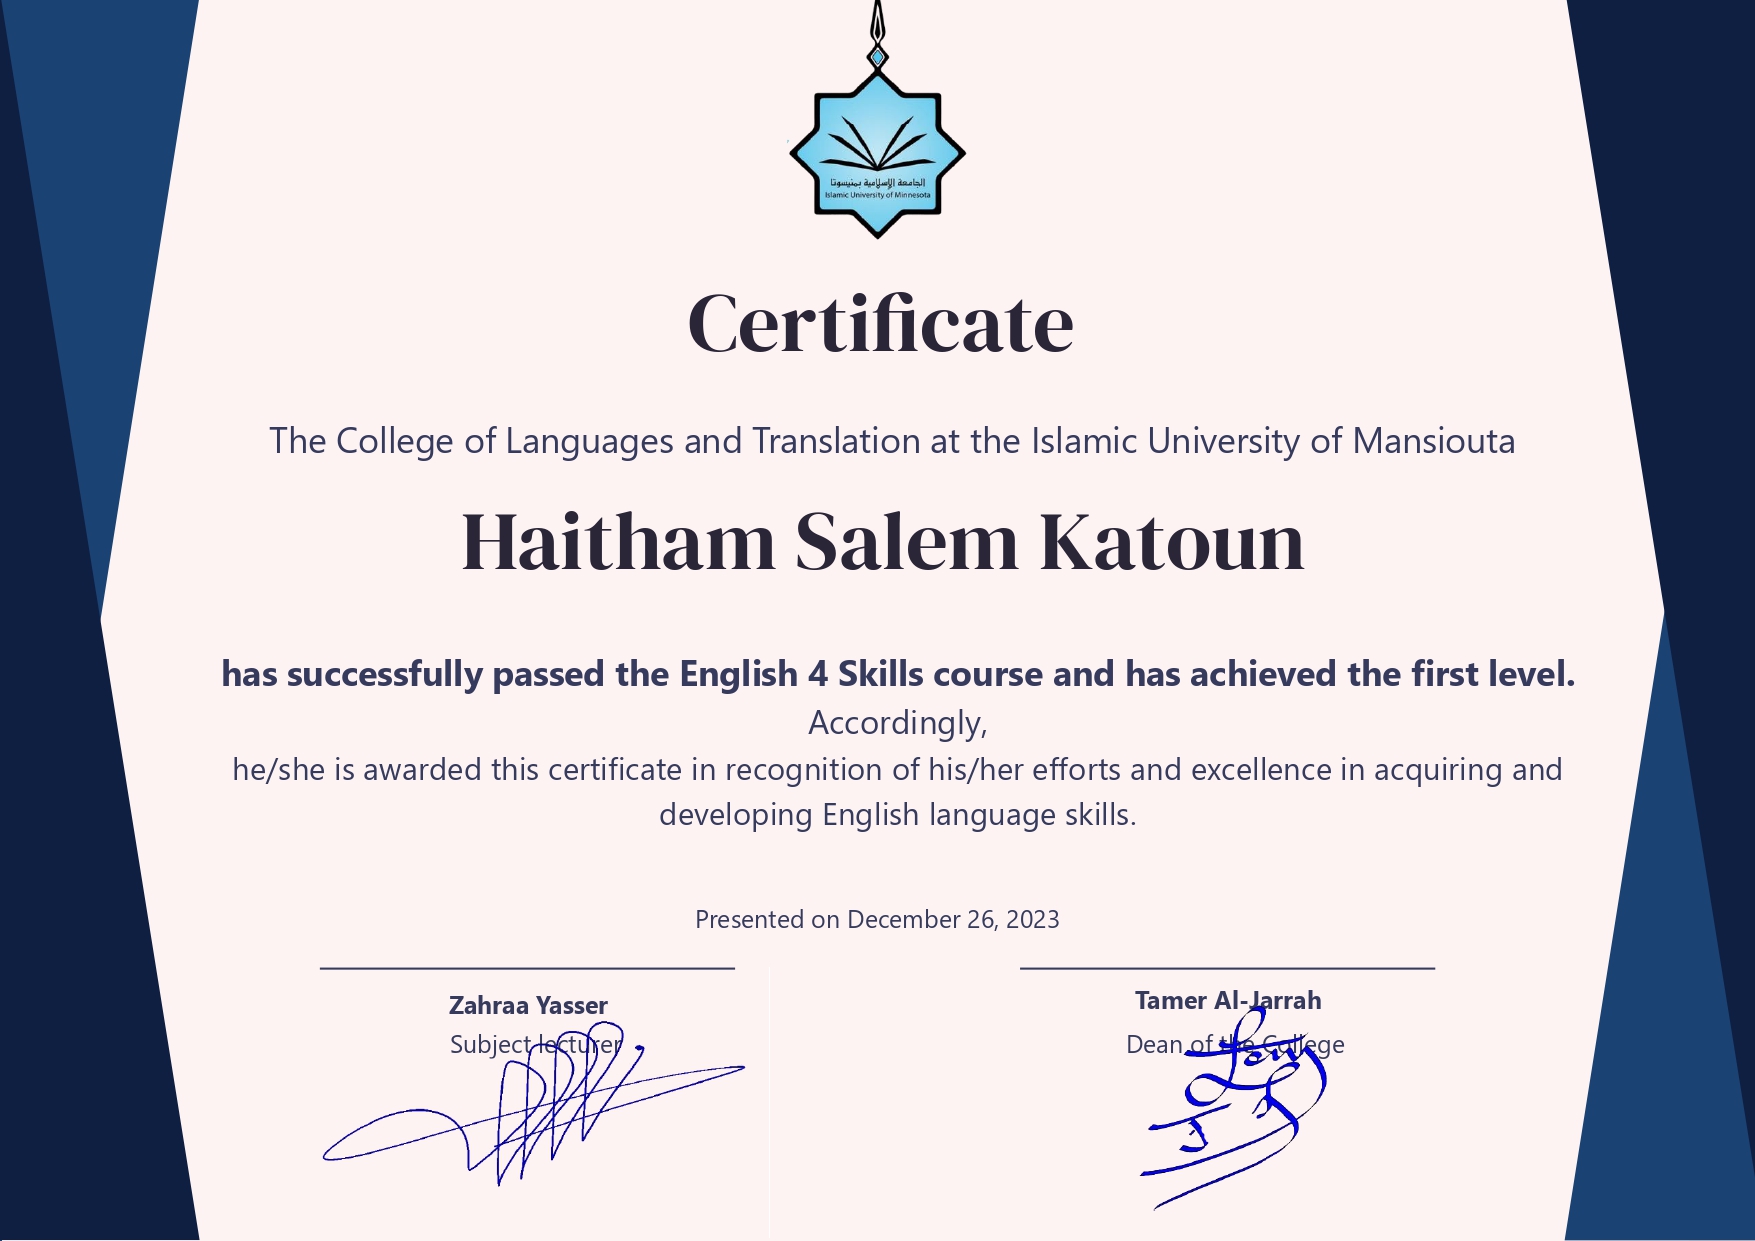 الجامعة الإسلامية بمنيسوتا
Islamic University of Minnesota
Certificate
The College of Languages and Translation at the Islamic University of Mansiouta
Haitham Salem Katoun
has successfully passed the English 4 Skills course and has achieved the first level.
Accordingly,
he/she is awarded this certificate in recognition of his/her efforts and excellence in acquiring and
developing English language skills.
Presented on December 26, 2023
Zahraa Yasser
Subject lecturer
Tamer Al-Jarrah
Dean of the College